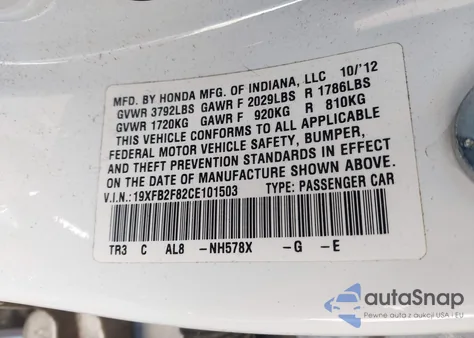 MFD. BY HONDA MFG. OF INDIANA, LLC 10/'12
GVWR 3792LBS GAWR F 2029LBS R 1786LBS
GVWR 1720KG GAWR F 920KG R 810KG
THIS VEHICLE CONFORMS TO ALL APPLICABLE
FEDERAL MOTOR VEHICLE SAFETY, BUMPER,
AND THEFT PREVENTION STANDARDS IN EFFECT
ON THE DATE OF MANUFACTURE SHOWN ABOVE.
V.I.N.: 19XFB2F82CE101503 TYPE: PASSENGER CAR
TR3 C AL8 -NH578X -G -E
autoSnap
Pewne auta z aukcji USA i EU